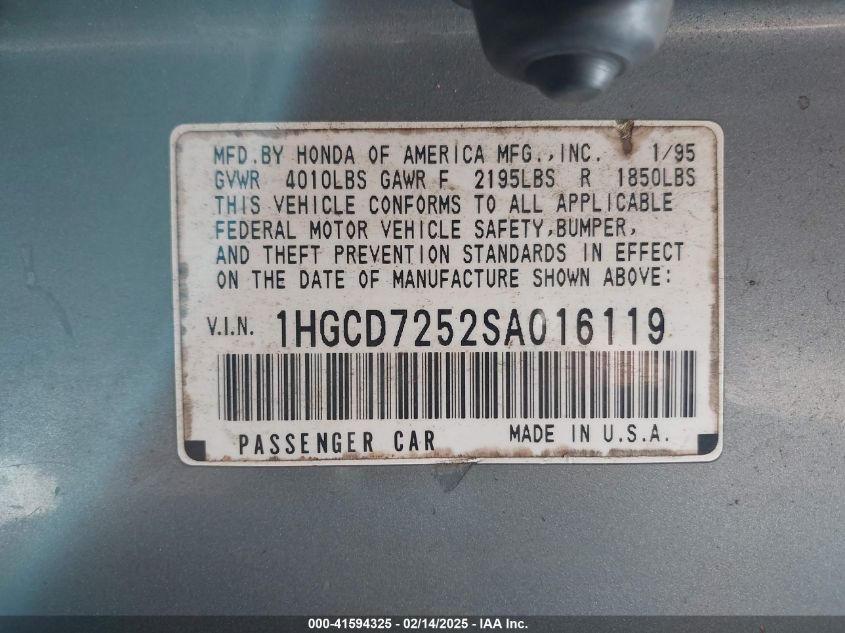 MFD.BY HONDA OF AMERICA MFG.,INC. 1/95
GVWR 4010LBS GAWR F 2195LBS R 1850LBS
THIS VEHICLE CONFORMS TO ALL APPLICABLE
FEDERAL MOTOR VEHICLE SAFETY,BUMPER,
AND THEFT PREVENTION STANDARDS IN EFFECT
ON THE DATE OF MANUFACTURE SHOWN ABOVE:
V.I.N. 1HGCD7252SA016119
PASSENGER CAR MADE IN U.S.A.
000-41594325 - 02/14/2025 - IAA Inc.